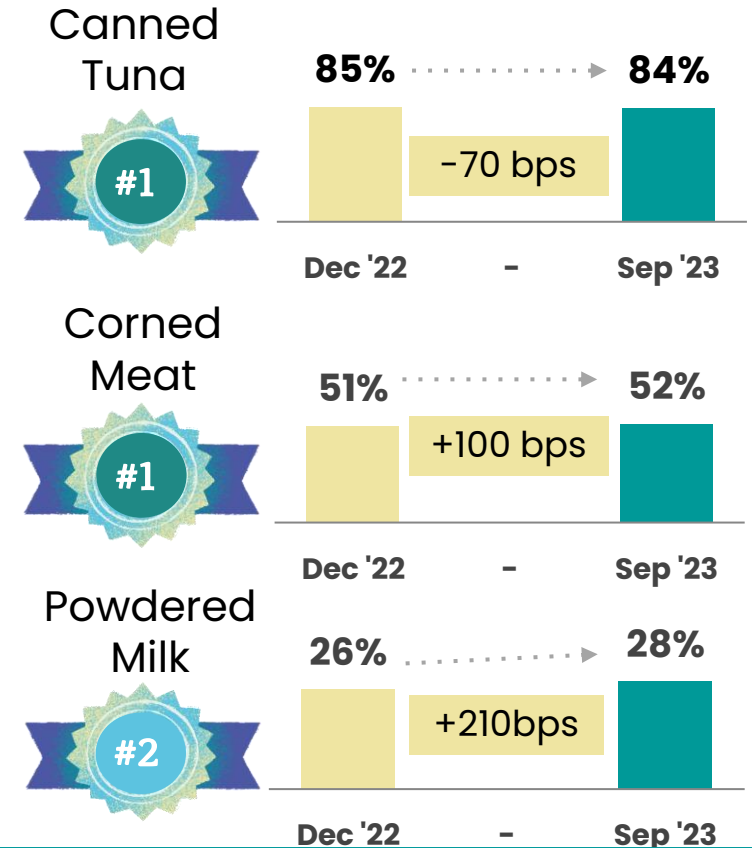 Canned
Tuna
#1
85%
84%
-70 bps
Dec '22 - Sep '23
Corned
Meat
#1
51%
52%
+100 bps
Dec '22 - Sep '23
Powdered
Milk
#2
26%
28%
+210bps
Dec '22 - Sep '23